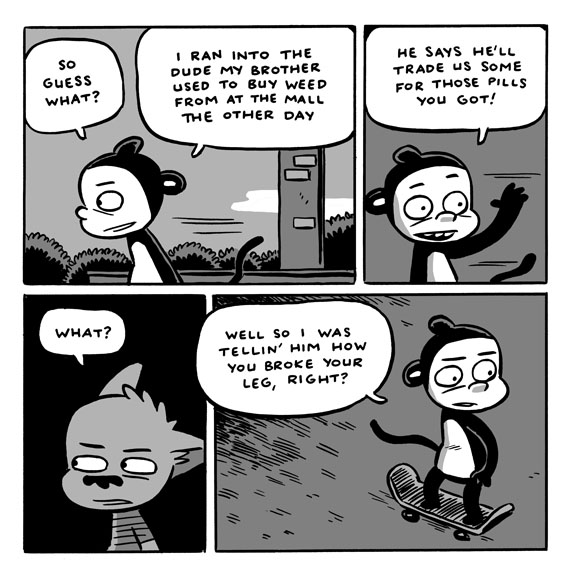 SO
GUESS
WHAT?
I RAN INTO THE
DUDE MY BROTHER
USED TO BUY WEED
FROM AT THE MALL
THE OTHER DAY
HE SAYS HE'LL
TRADE US SOME
FOR THOSE PILLS
YOU GOT!
WHAT?
WELL SO I WAS
TELLIN' HIM HOW
YOU BROKE YOUR
LEG, RIGHT?